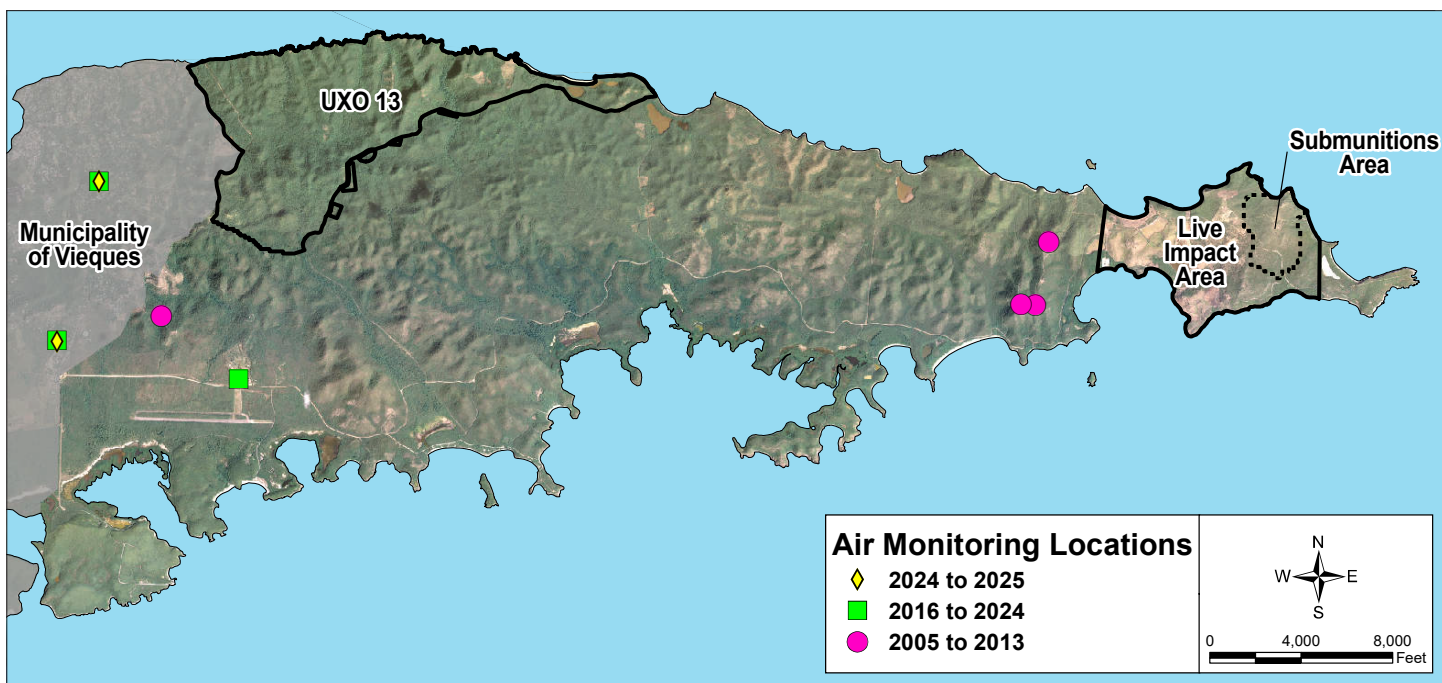 UXO 13
Submunitions
Area
Municipality
of Vieques
Live
Impact
Area
Air Monitoring Locations
2024 to 2025
2016 to 2024
2005 to 2013
N
W E
S
0 4,000 8,000
Feet